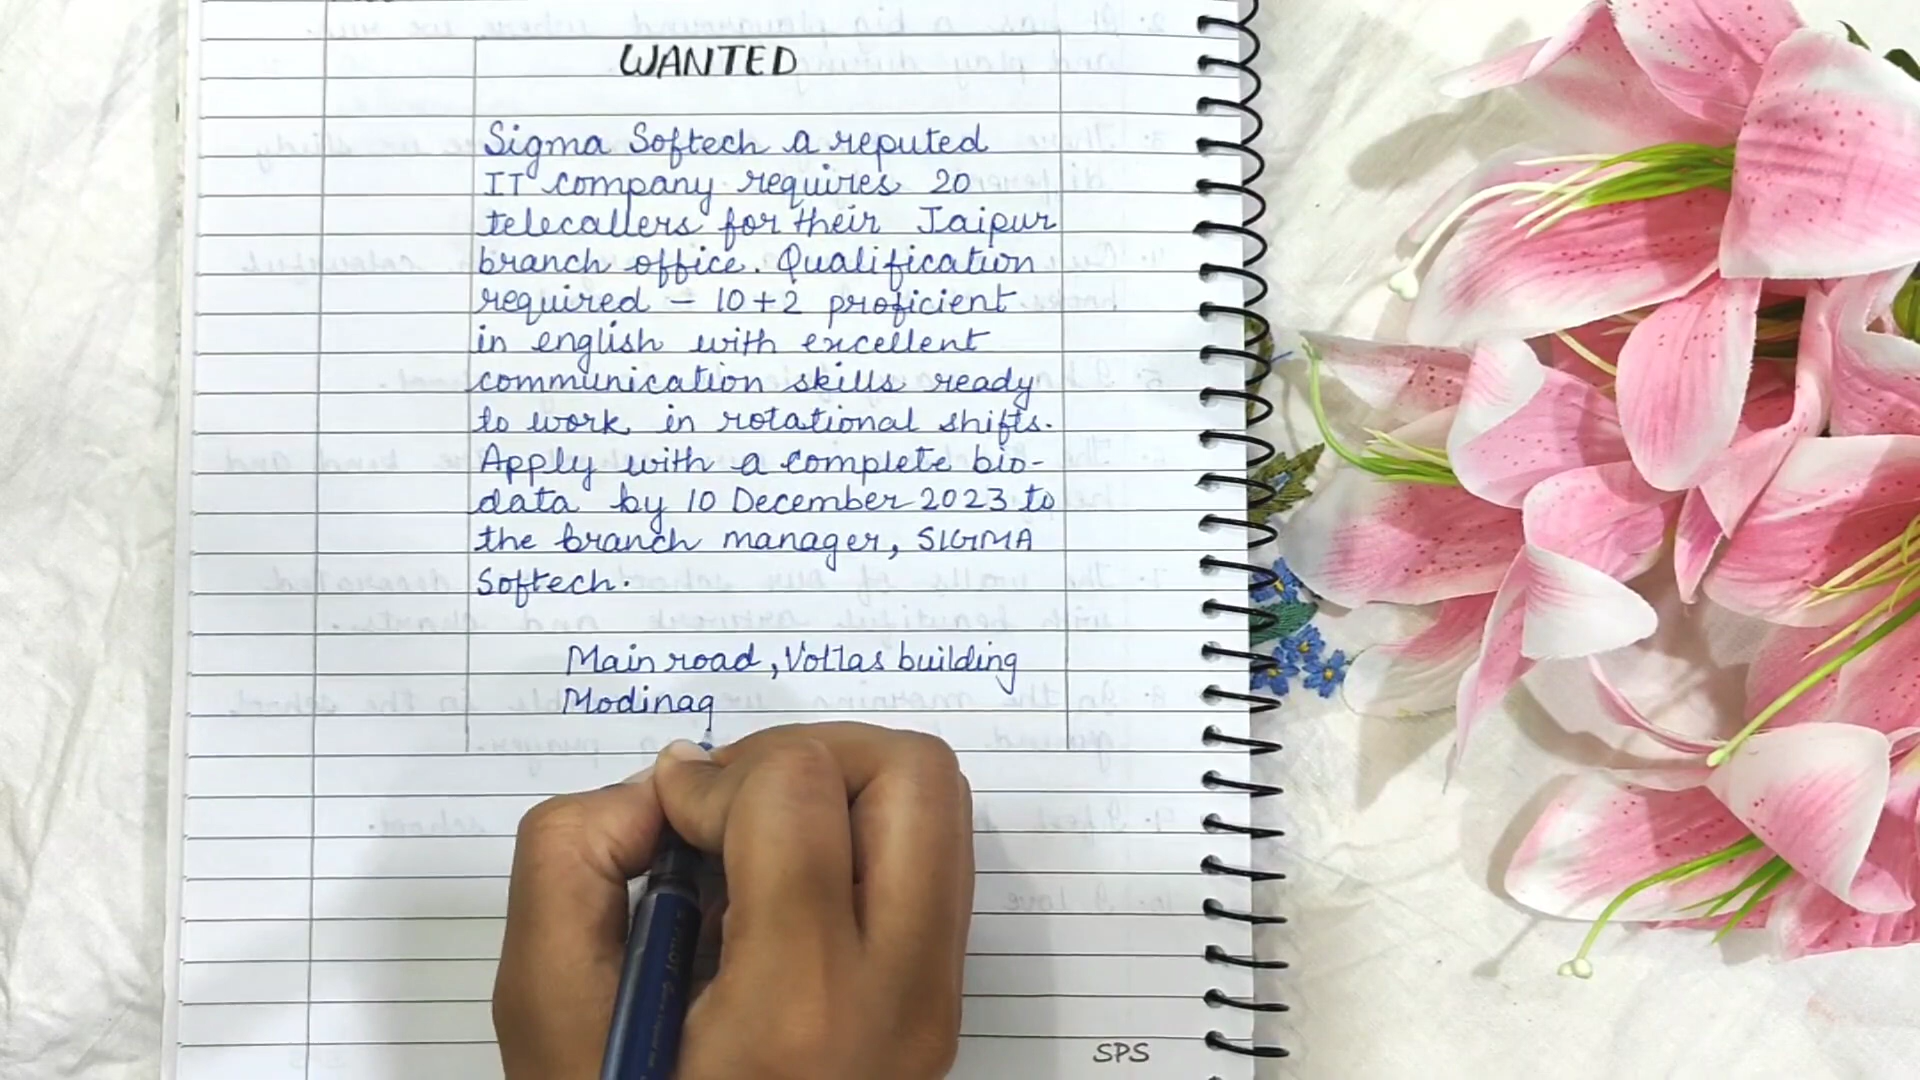 WANTED
Sigma Softech a reputed
IT company requires 20
telecallers for their Jaipur
branch office. Qualification
required - 10+2 proficient
in english with excellent
communication skills ready
to work in rotational shifts.
Apply with a complete bio-
data by 10 December 2023 to
the branch manager, SIGMA
Softech.
Main road, Voltas building
Modinag
PILOT
SPS